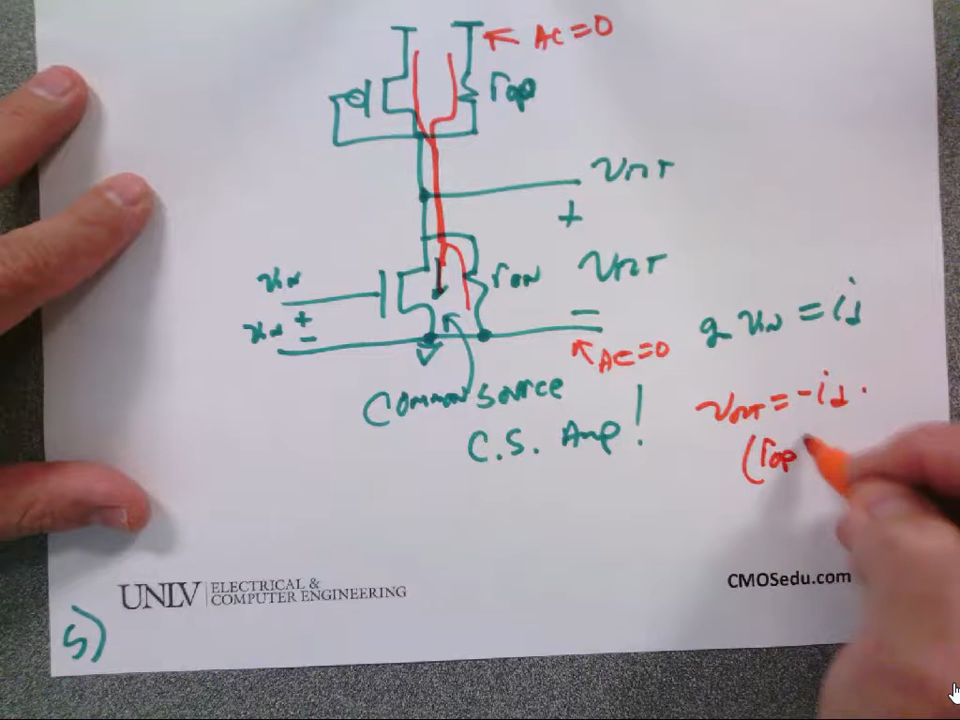 AC=0
rop
vout
+
vout
ron
vin
+
vin
-
-
AC=0
g vin = id
Common Source
C.S. Amp!
vout = -id ·
(rop
UNLV | ELECTRICAL &
COMPUTER ENGINEERING
CMOSedu.com
5)